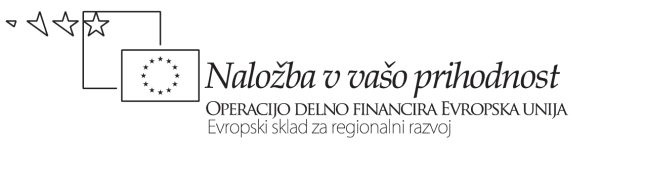 Naložba v vašo prihodnost
OPERACIJO DELNO FINANCIRA EVROPSKA UNIJA
Evropski sklad za regionalni razvoj